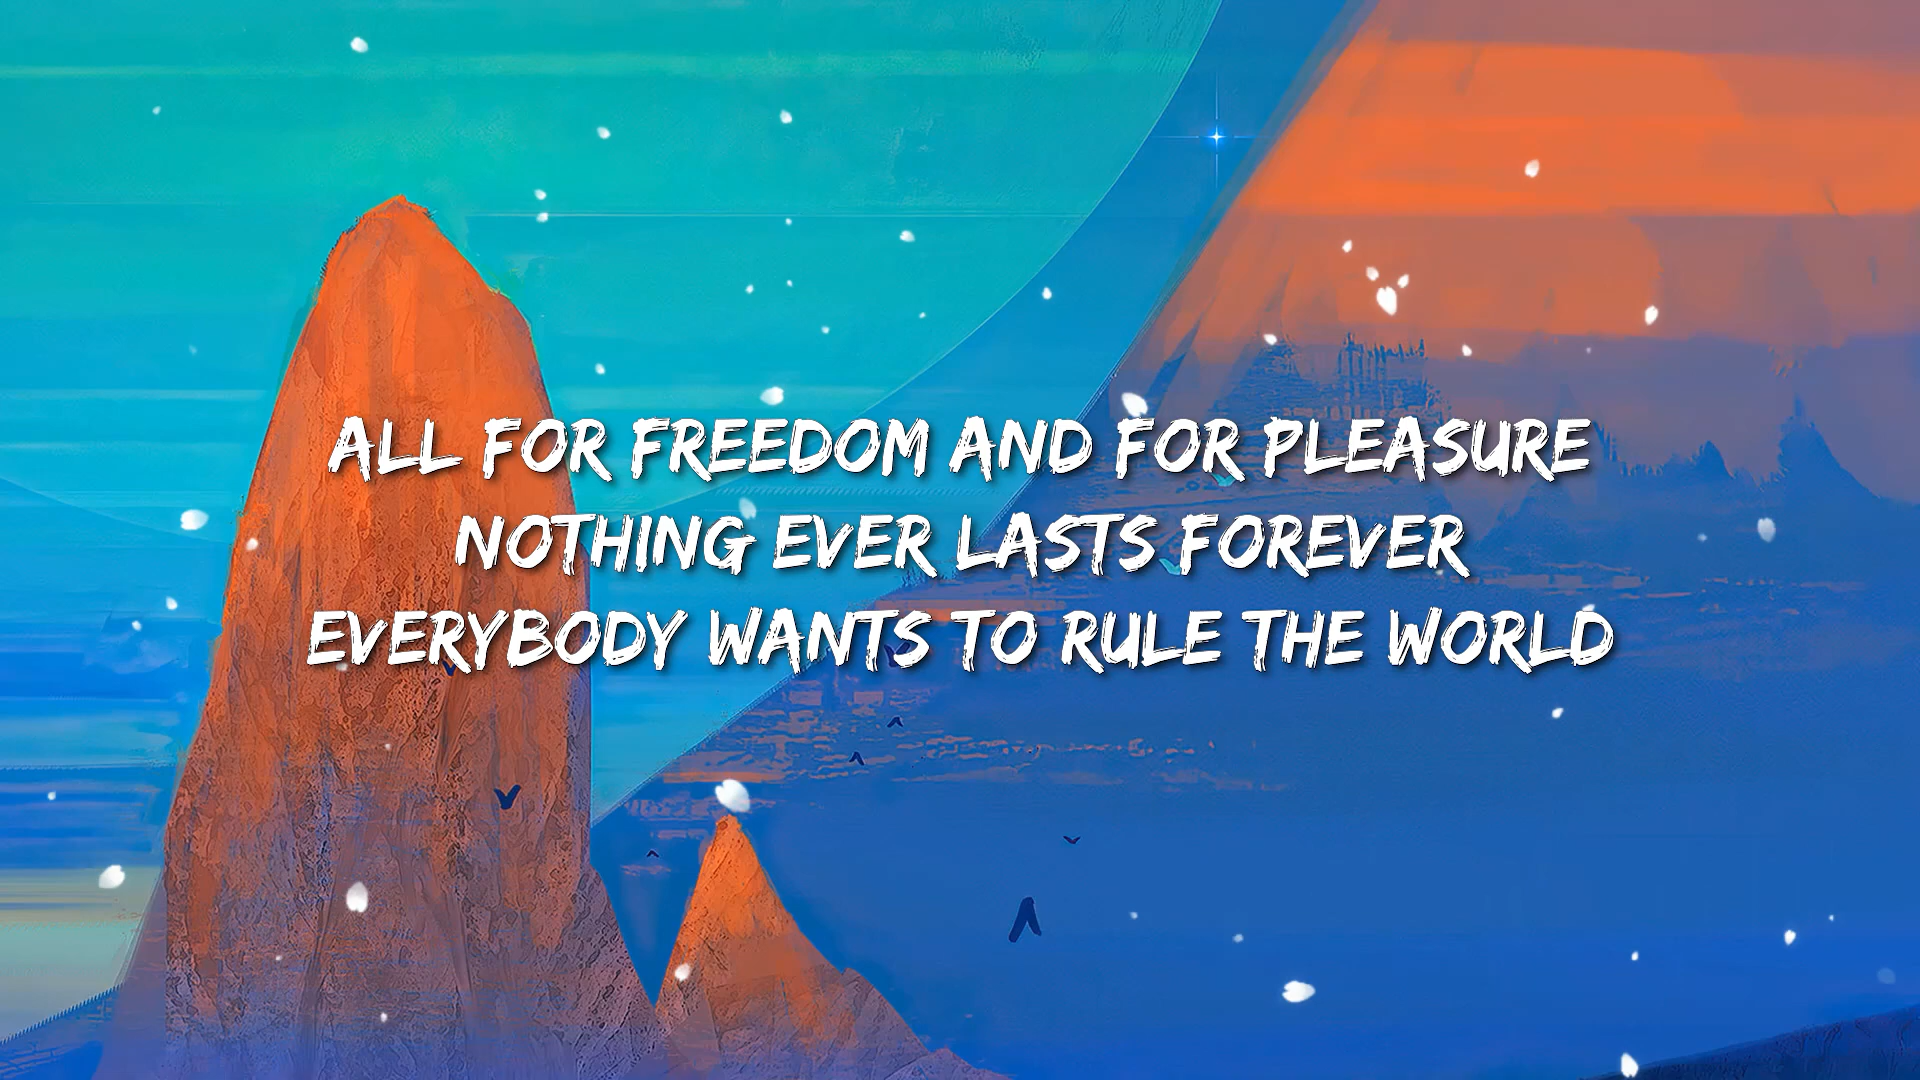 ALL FOR FREEDOM AND FOR PLEASURE
NOTHING EVER LASTS FOREVER
EVERYBODY WANTS TO RULE THE WORLD